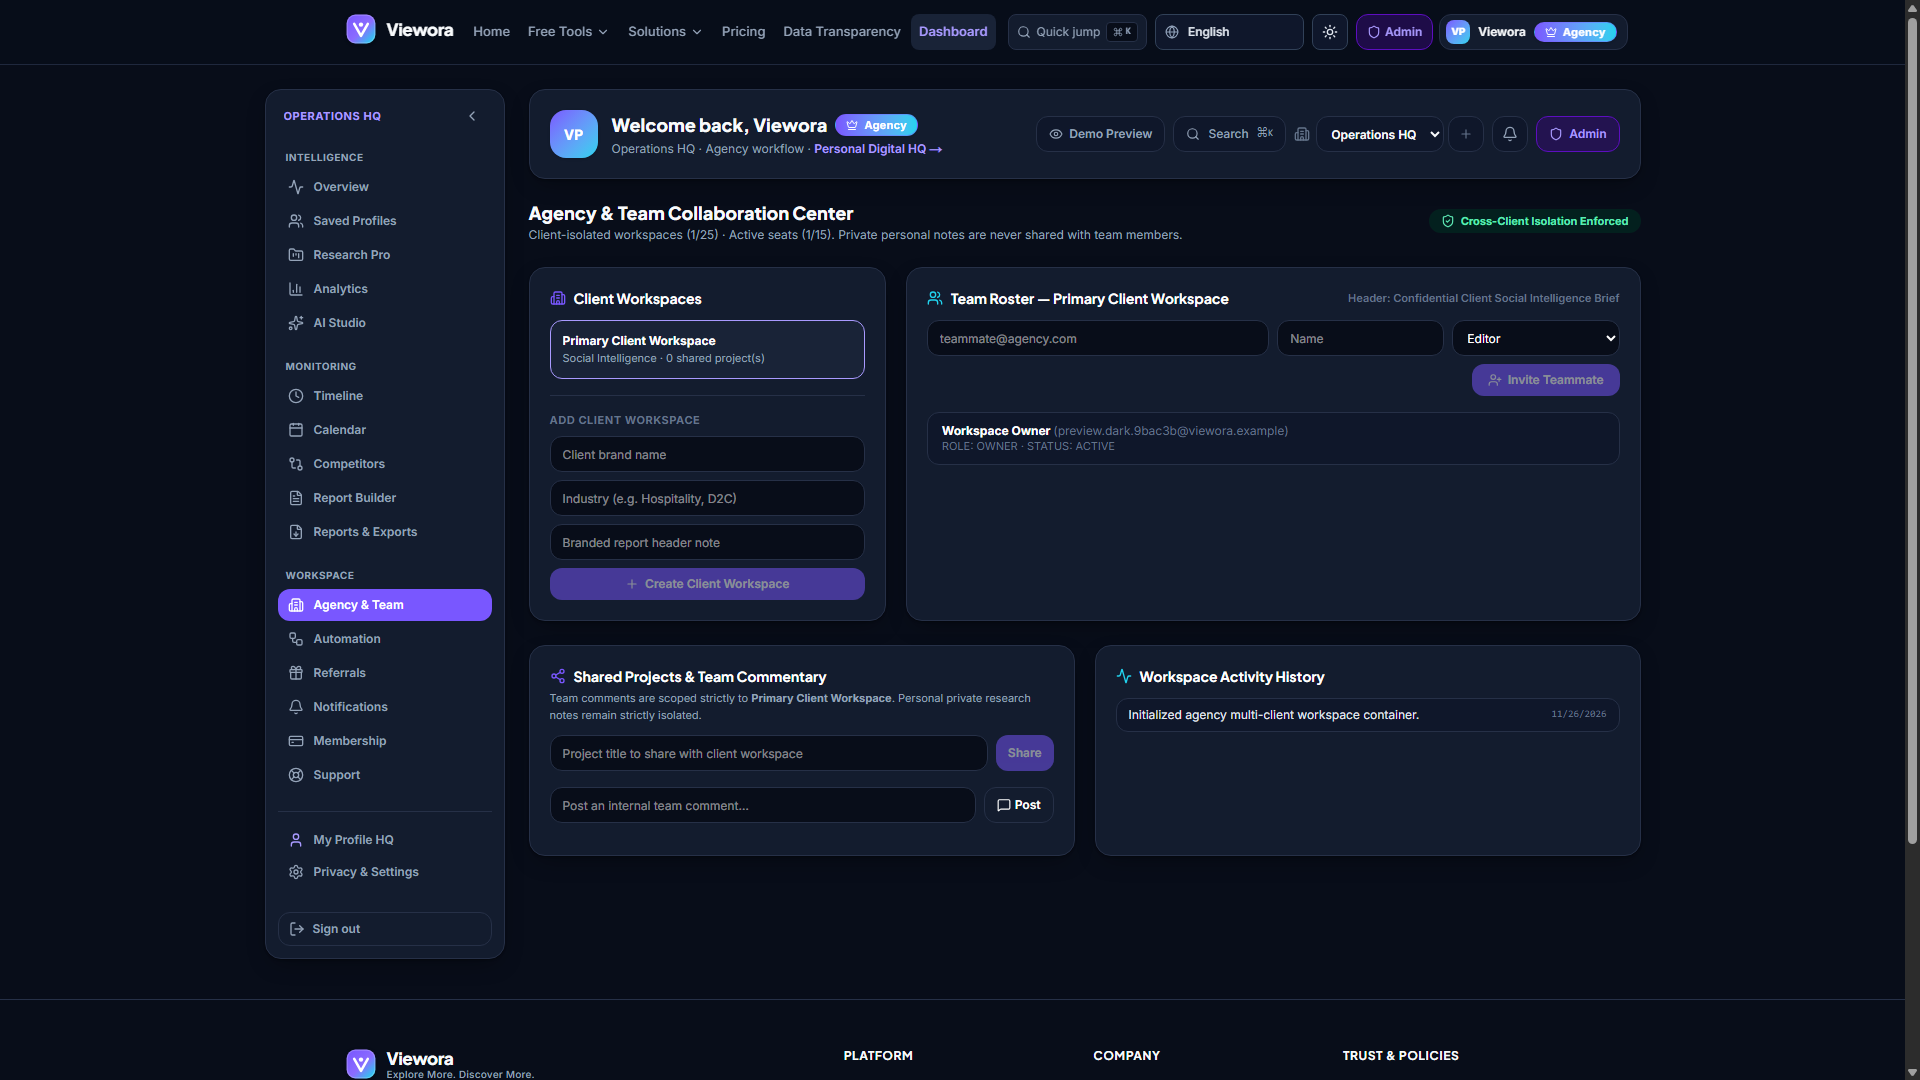 Viewora
Home
Free Tools
Solutions
Pricing
Data Transparency
Dashboard
Quick jump ⌘ K
English
Admin
VP Viewora Agency
OPERATIONS HQ
INTELLIGENCE
Overview
Saved Profiles
Research Pro
Analytics
AI Studio
MONITORING
Timeline
Calendar
Competitors
Report Builder
Reports & Exports
WORKSPACE
Agency & Team
Automation
Referrals
Notifications
Membership
Support
My Profile HQ
Privacy & Settings
Sign out
VP
Welcome back, Viewora Agency
Operations HQ · Agency workflow · Personal Digital HQ →
Demo Preview
Search ⌘K
Operations HQ
Admin
Agency & Team Collaboration Center
Client-isolated workspaces (1/25) · Active seats (1/15). Private personal notes are never shared with team members.
Cross-Client Isolation Enforced
Client Workspaces
Primary Client Workspace
Social Intelligence · 0 shared project(s)
ADD CLIENT WORKSPACE
Client brand name
Industry (e.g. Hospitality, D2C)
Branded report header note
+ Create Client Workspace
Team Roster — Primary Client Workspace
Header: Confidential Client Social Intelligence Brief
teammate@agency.com
Name
Editor
Invite Teammate
Workspace Owner (preview.dark.9bac3b@viewora.example)
ROLE: OWNER · STATUS: ACTIVE
Shared Projects & Team Commentary
Team comments are scoped strictly to Primary Client Workspace. Personal private research
notes remain strictly isolated.
Project title to share with client workspace
Share
Post an internal team comment...
Post
Workspace Activity History
Initialized agency multi-client workspace container.
11/26/2026
Viewora
Explore More. Discover More.
PLATFORM
COMPANY
TRUST & POLICIES